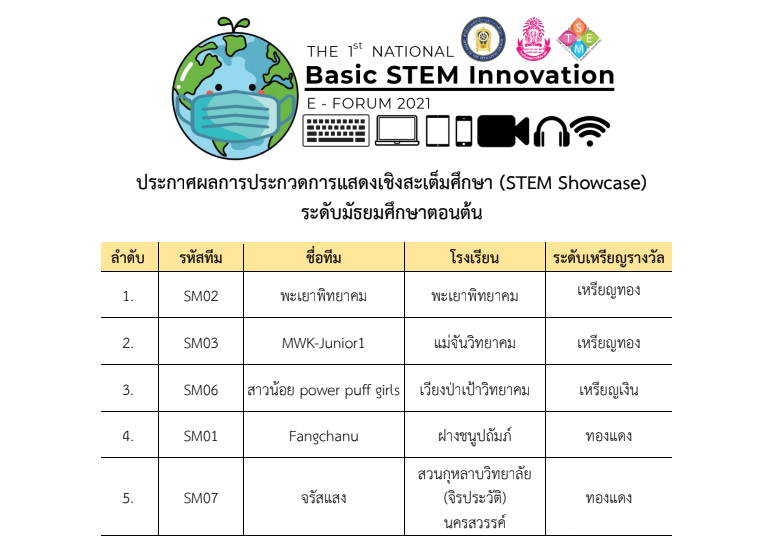 THE 1st NATIONAL
Basic STEM Innovation
E - FORUM 2021
S T E M
ประกาศผลการประกวดการแสดงเชิงสะเต็มศึกษา (STEM Showcase)
ระดับมัธยมศึกษาตอนต้น
ลำดับ รหัสทีม ชื่อทีม โรงเรียน ระดับเหรียญรางวัล
1. SM02 พะเยาพิทยาคม พะเยาพิทยาคม เหรียญทอง
2. SM03 MWK-Junior1 แม่จันวิทยาคม เหรียญทอง
3. SM06 สาวน้อย power puff girls เวียงป่าเป้าวิทยาคม เหรียญเงิน
4. SM01 Fangchanu ฝางชนูปถัมภ์ ทองแดง
5. SM07 จรัสแสง สวนกุหลาบวิทยาลัย (จิรประวัติ) นครสวรรค์ ทองแดง